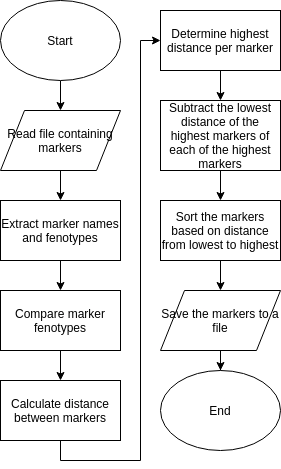 Start
Read file containing
markers
Extract marker names
and fenotypes
Compare marker
fenotypes
Calculate distance
between markers
Determine highest
distance per marker
Subtract the lowest
distance of the
highest markers of
each of the highest
markers
Sort the markers
based on distance
from lowest to highest
Save the markers to a
file
End